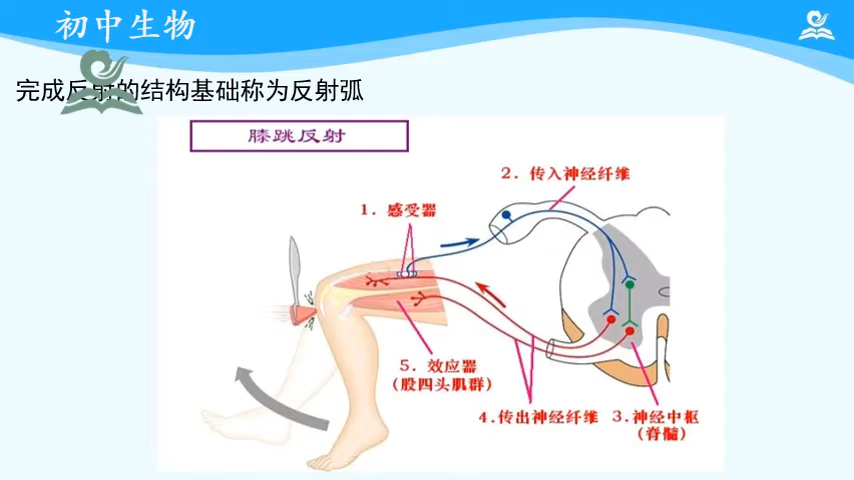 初中生物
完成反射的结构基础称为反射弧
膝跳反射
2. 传入神经纤维
1. 感受器
5. 效应器
(股四头肌群)
4.传出神经纤维
3.神经中枢
(脊髓)